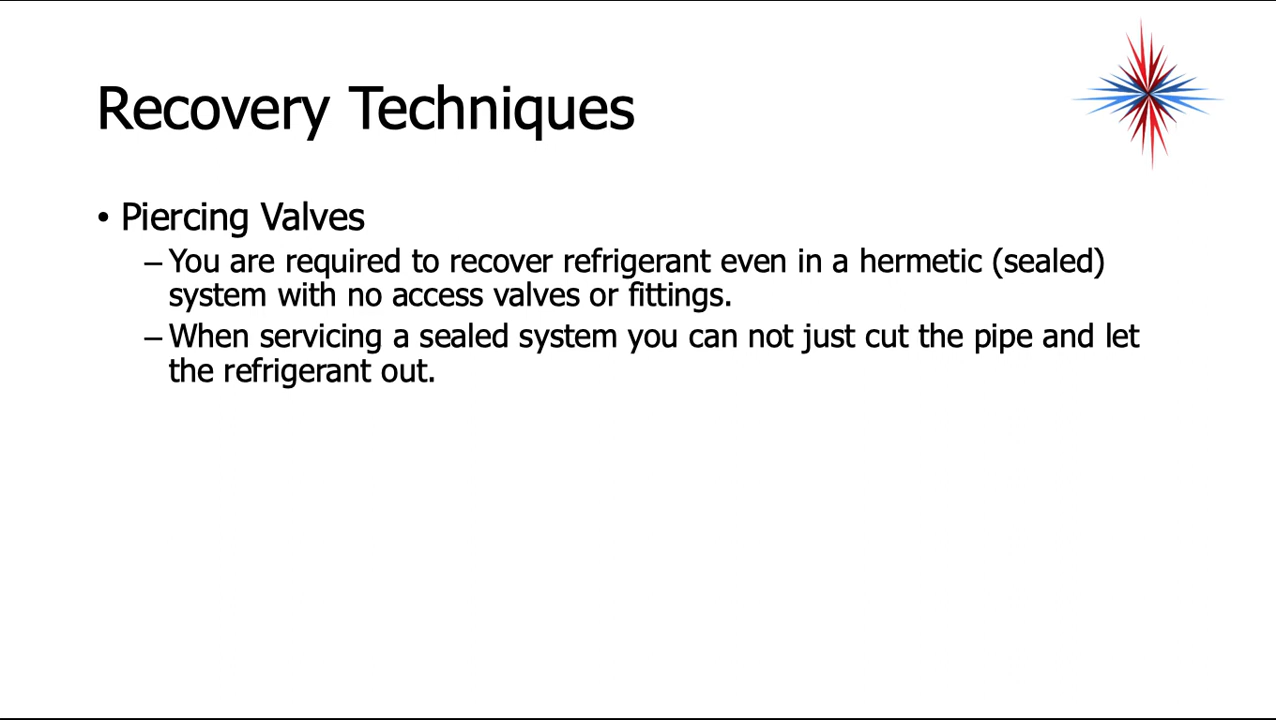 Recovery Techniques
• Piercing Valves
– You are required to recover refrigerant even in a hermetic (sealed)
system with no access valves or fittings.
– When servicing a sealed system you can not just cut the pipe and let
the refrigerant out.